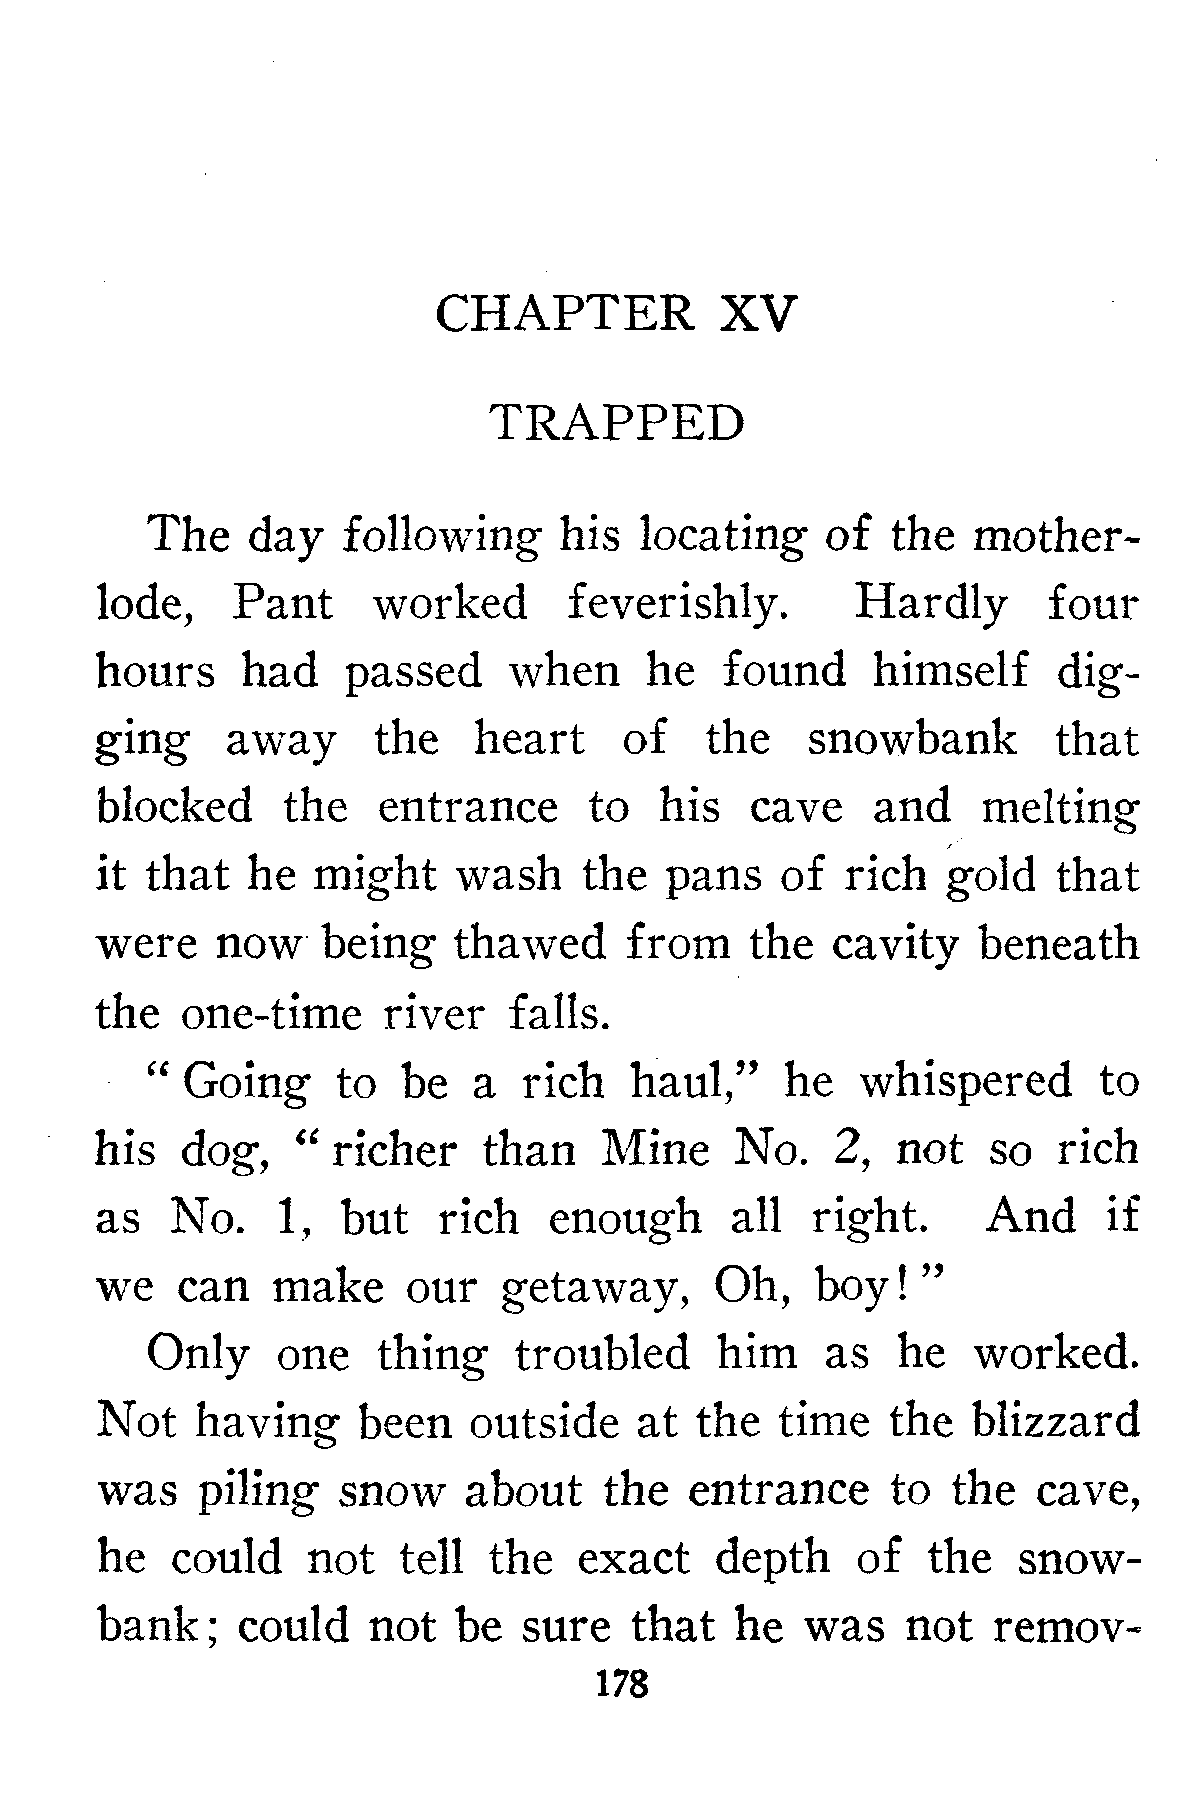 CHAPTER XV
TRAPPED
The day following his locating of the mother-
lode, Pant worked feverishly. Hardly four
hours had passed when he found himself dig-
ging away the heart of the snowbank that
blocked the entrance to his cave and melting
it that he might wash the pans of rich gold that
were now being thawed from the cavity beneath
the one-time river falls.
“ Going to be a rich haul,” he whispered to
his dog, “ richer than Mine No. 2, not so rich
as No. 1, but rich enough all right. And if
we can make our getaway, Oh, boy! ”
Only one thing troubled him as he worked.
Not having been outside at the time the blizzard
was piling snow about the entrance to the cave,
he could not tell the exact depth of the snow-
bank; could not be sure that he was not remov-
178